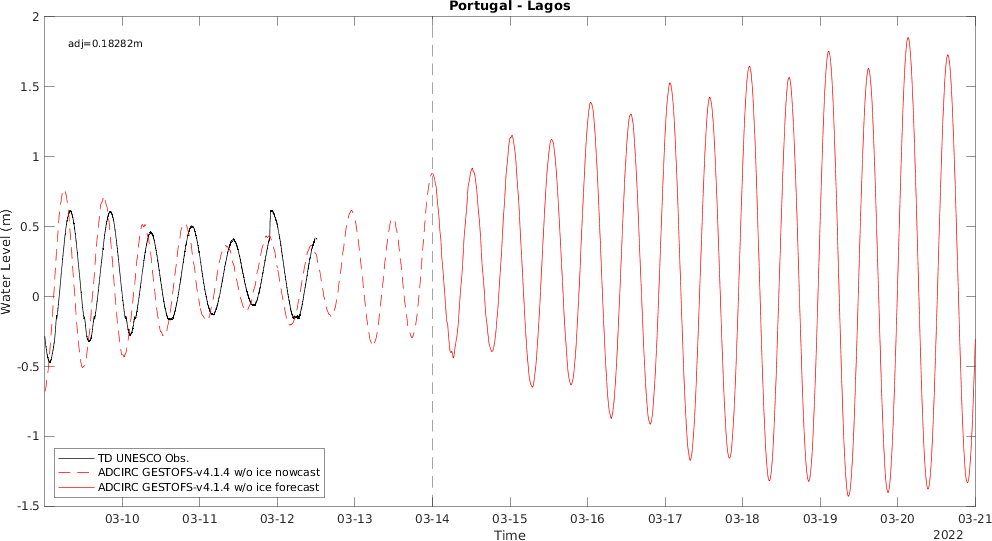 Portugal - Lagos
adj=0.18282m
Water Level (m)
2
1.5
1
0.5
0
-0.5
-1
-1.5
TD UNESCO Obs.
ADCIRC GESTOFS-v4.1.4 w/o ice nowcast
ADCIRC GESTOFS-v4.1.4 w/o ice forecast
03-10 03-11 03-12 03-13 03-14 03-15 03-16 03-17 03-18 03-19 03-20 03-21
Time
2022